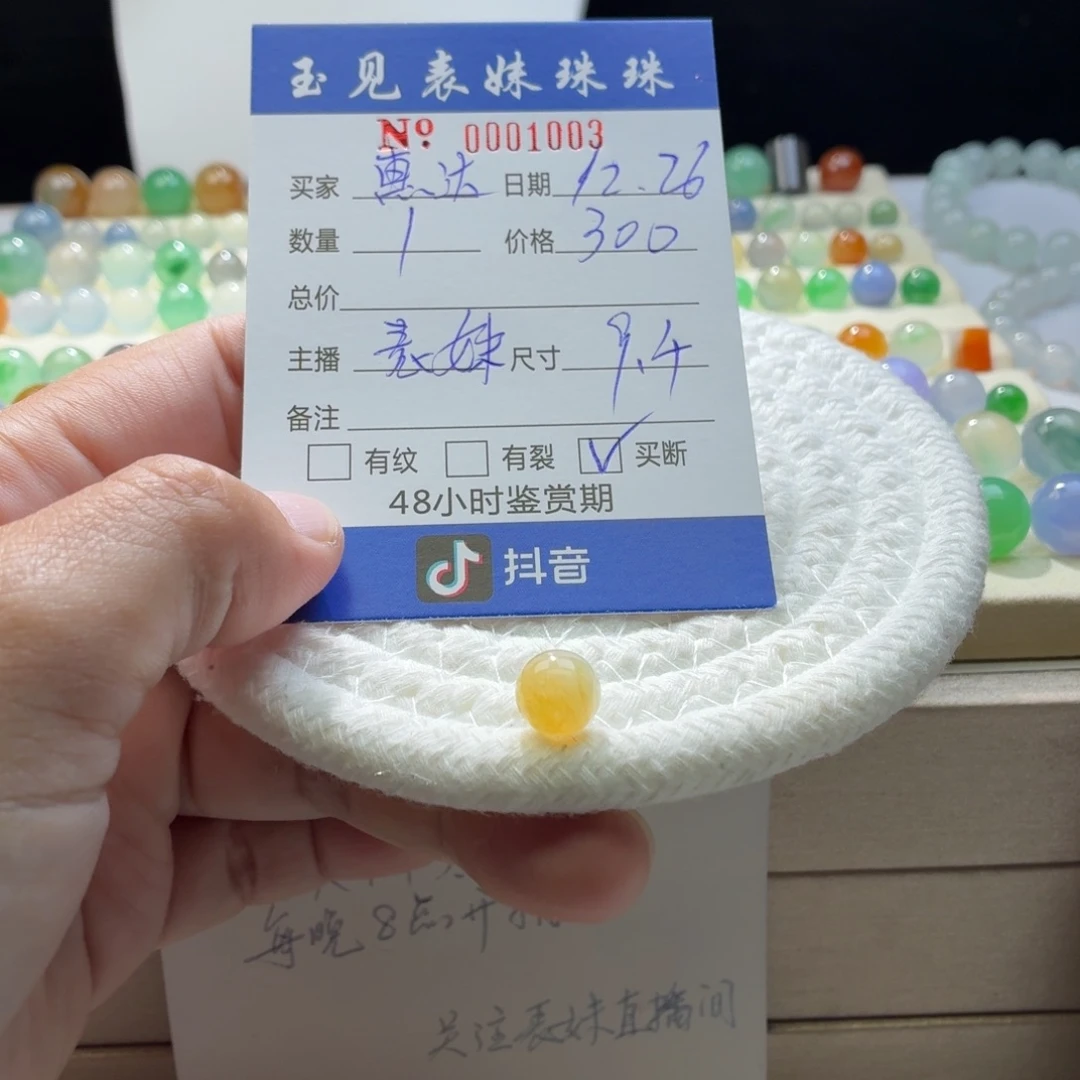 玉见表妹珠珠
Nº 0001003
买家 惠达 日期 12.26
数量 1 价格 300
总价
主播 表妹 尺寸 9.4
备注
有纹 有裂 买断
48小时鉴赏期
抖音
每晚8点开
关注表妹直播间